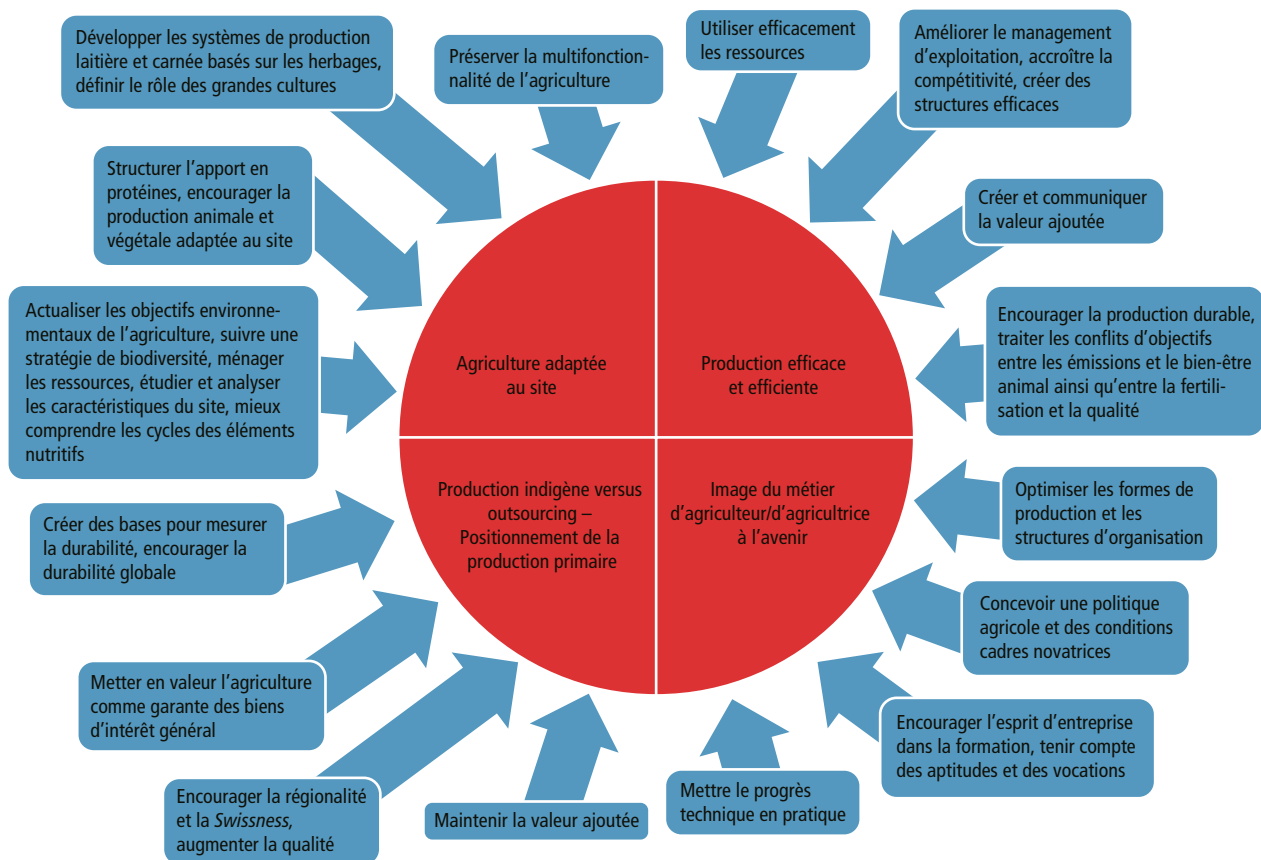 Développer les systèmes de production
laitière et carnée basés sur les herbages,
définir le rôle des grandes cultures
Préserver la multifonction-
nalité de l'agriculture
Utiliser efficacement
les ressources
Améliorer le management
d'exploitation, accroître la
compétitivité, créer des
structures efficaces
Structurer l'apport en
protéines, encourager la
production animale et
végétale adaptée au site
Créer et communiquer
la valeur ajoutée
Actualiser les objectifs environne-
mentaux de l'agriculture, suivre une
stratégie de biodiversité, ménager
les ressources, étudier et analyser
les caractéristiques du site, mieux
comprendre les cycles des éléments
nutritifs
Agriculture adaptée
au site
Production efficace
et efficiente
Encourager la production durable,
traiter les conflits d'objectifs
entre les émissions et le bien-être
animal ainsi qu'entre la fertili-
sation et la qualité
Production indigène versus
outsourcing –
Positionnement de la
production primaire
Image du métier
d'agriculteur/d'agricultrice
à l'avenir
Créer des bases pour mesurer
la durabilité, encourager la
durabilité globale
Optimiser les formes de
production et les
structures d'organisation
Concevoir une politique
agricole et des conditions
cadres novatrices
Metter en valeur l'agriculture
comme garante des biens
d'intérêt général
Encourager l'esprit d'entreprise
dans la formation, tenir compte
des aptitudes et des vocations
Encourager la régionalité
et la Swissness,
augmenter la qualité
Maintenir la valeur ajoutée
Mettre le progrès
technique en pratique